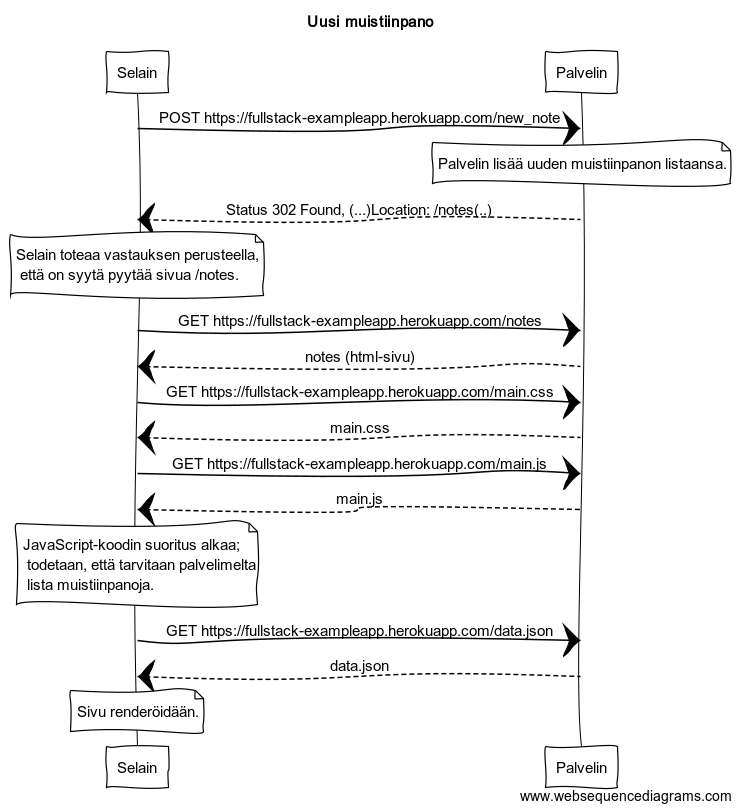 Uusi muistiinpano
Selain
Palvelin
POST https://fullstack-exampleapp.herokuapp.com/new_note
Palvelin lisää uuden muistiinpanon listaansa.
Status 302 Found, (...)Location: /notes(..)
Selain toteaa vastauksen perusteella,
että on syytä pyytää sivua /notes.
GET https://fullstack-exampleapp.herokuapp.com/notes
notes (html-sivu)
GET https://fullstack-exampleapp.herokuapp.com/main.css
main.css
GET https://fullstack-exampleapp.herokuapp.com/main.js
main.js
JavaScript-koodin suoritus alkaa;
todetaan, että tarvitaan palvelimelta
lista muistiinpanoja.
GET https://fullstack-exampleapp.herokuapp.com/data.json
data.json
Sivu renderöidään.
Selain
Palvelin
www.websequencediagrams.com